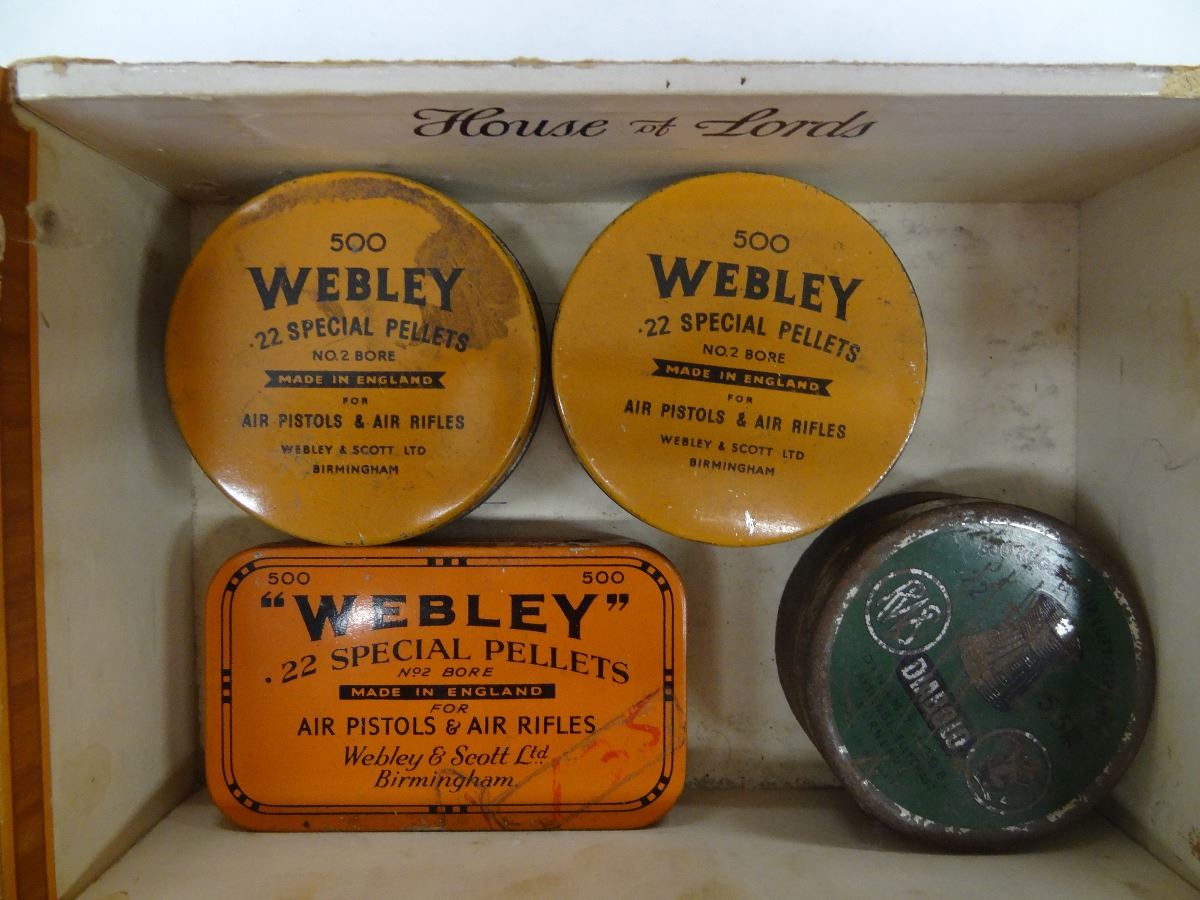 House of Lords
500
WEBLEY
.22 SPECIAL PELLETS
NO.2 BORE
MADE IN ENGLAND
FOR
AIR PISTOLS & AIR RIFLES
WEBLEY & SCOTT LTD
BIRMINGHAM
500
WEBLEY
.22 SPECIAL PELLETS
NO.2 BORE
MADE IN ENGLAND
FOR
AIR PISTOLS & AIR RIFLES
WEBLEY & SCOTT LTD
BIRMINGHAM
500 500
"WEBLEY"
.22 SPECIAL PELLETS
Nº2 BORE
MADE IN ENGLAND
FOR
AIR PISTOLS & AIR RIFLES
Webley & Scott Ltd.
Birmingham.
RWS
DIABOLO